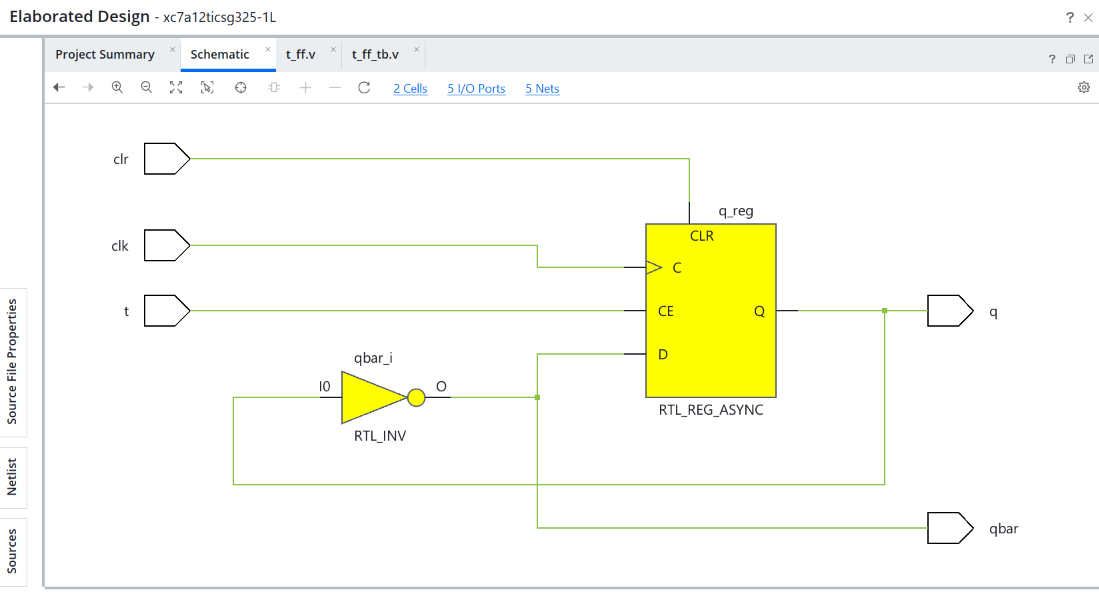 Elaborated Design - xc7a12ticsg325-1L
?
Project Summary
Schematic
t_ff.v
t_ff_tb.v
?
2 Cells
5 I/O Ports
5 Nets
clr
q_reg
CLR
clk
C
t
CE
Q
q
D
qbar_i
I0
O
RTL_REG_ASYNC
RTL_INV
qbar
Source File Properties
Netlist
Sources